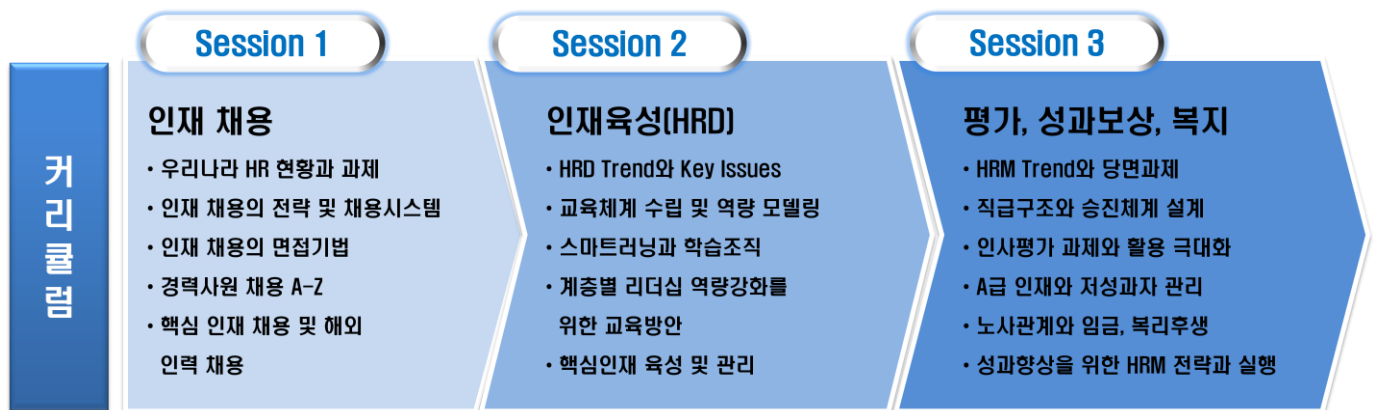 커리큘럼
Session 1
인재 채용
• 우리나라 HR 현황과 과제
• 인재 채용의 전략 및 채용시스템
• 인재 채용의 면접기법
• 경력사원 채용 A-Z
• 핵심 인재 채용 및 해외
인력 채용
Session 2
인재육성(HRD)
• HRD Trend와 Key Issues
• 교육체계 수립 및 역량 모델링
• 스마트러닝과 학습조직
• 계층별 리더십 역량강화를
위한 교육방안
• 핵심인재 육성 및 관리
Session 3
평가, 성과보상, 복지
• HRM Trend와 당면과제
• 직급구조와 승진체계 설계
• 인사평가 과제와 활용 극대화
• A급 인재와 저성과자 관리
• 노사관계와 임금, 복리후생
• 성과향상을 위한 HRM 전략과 실행